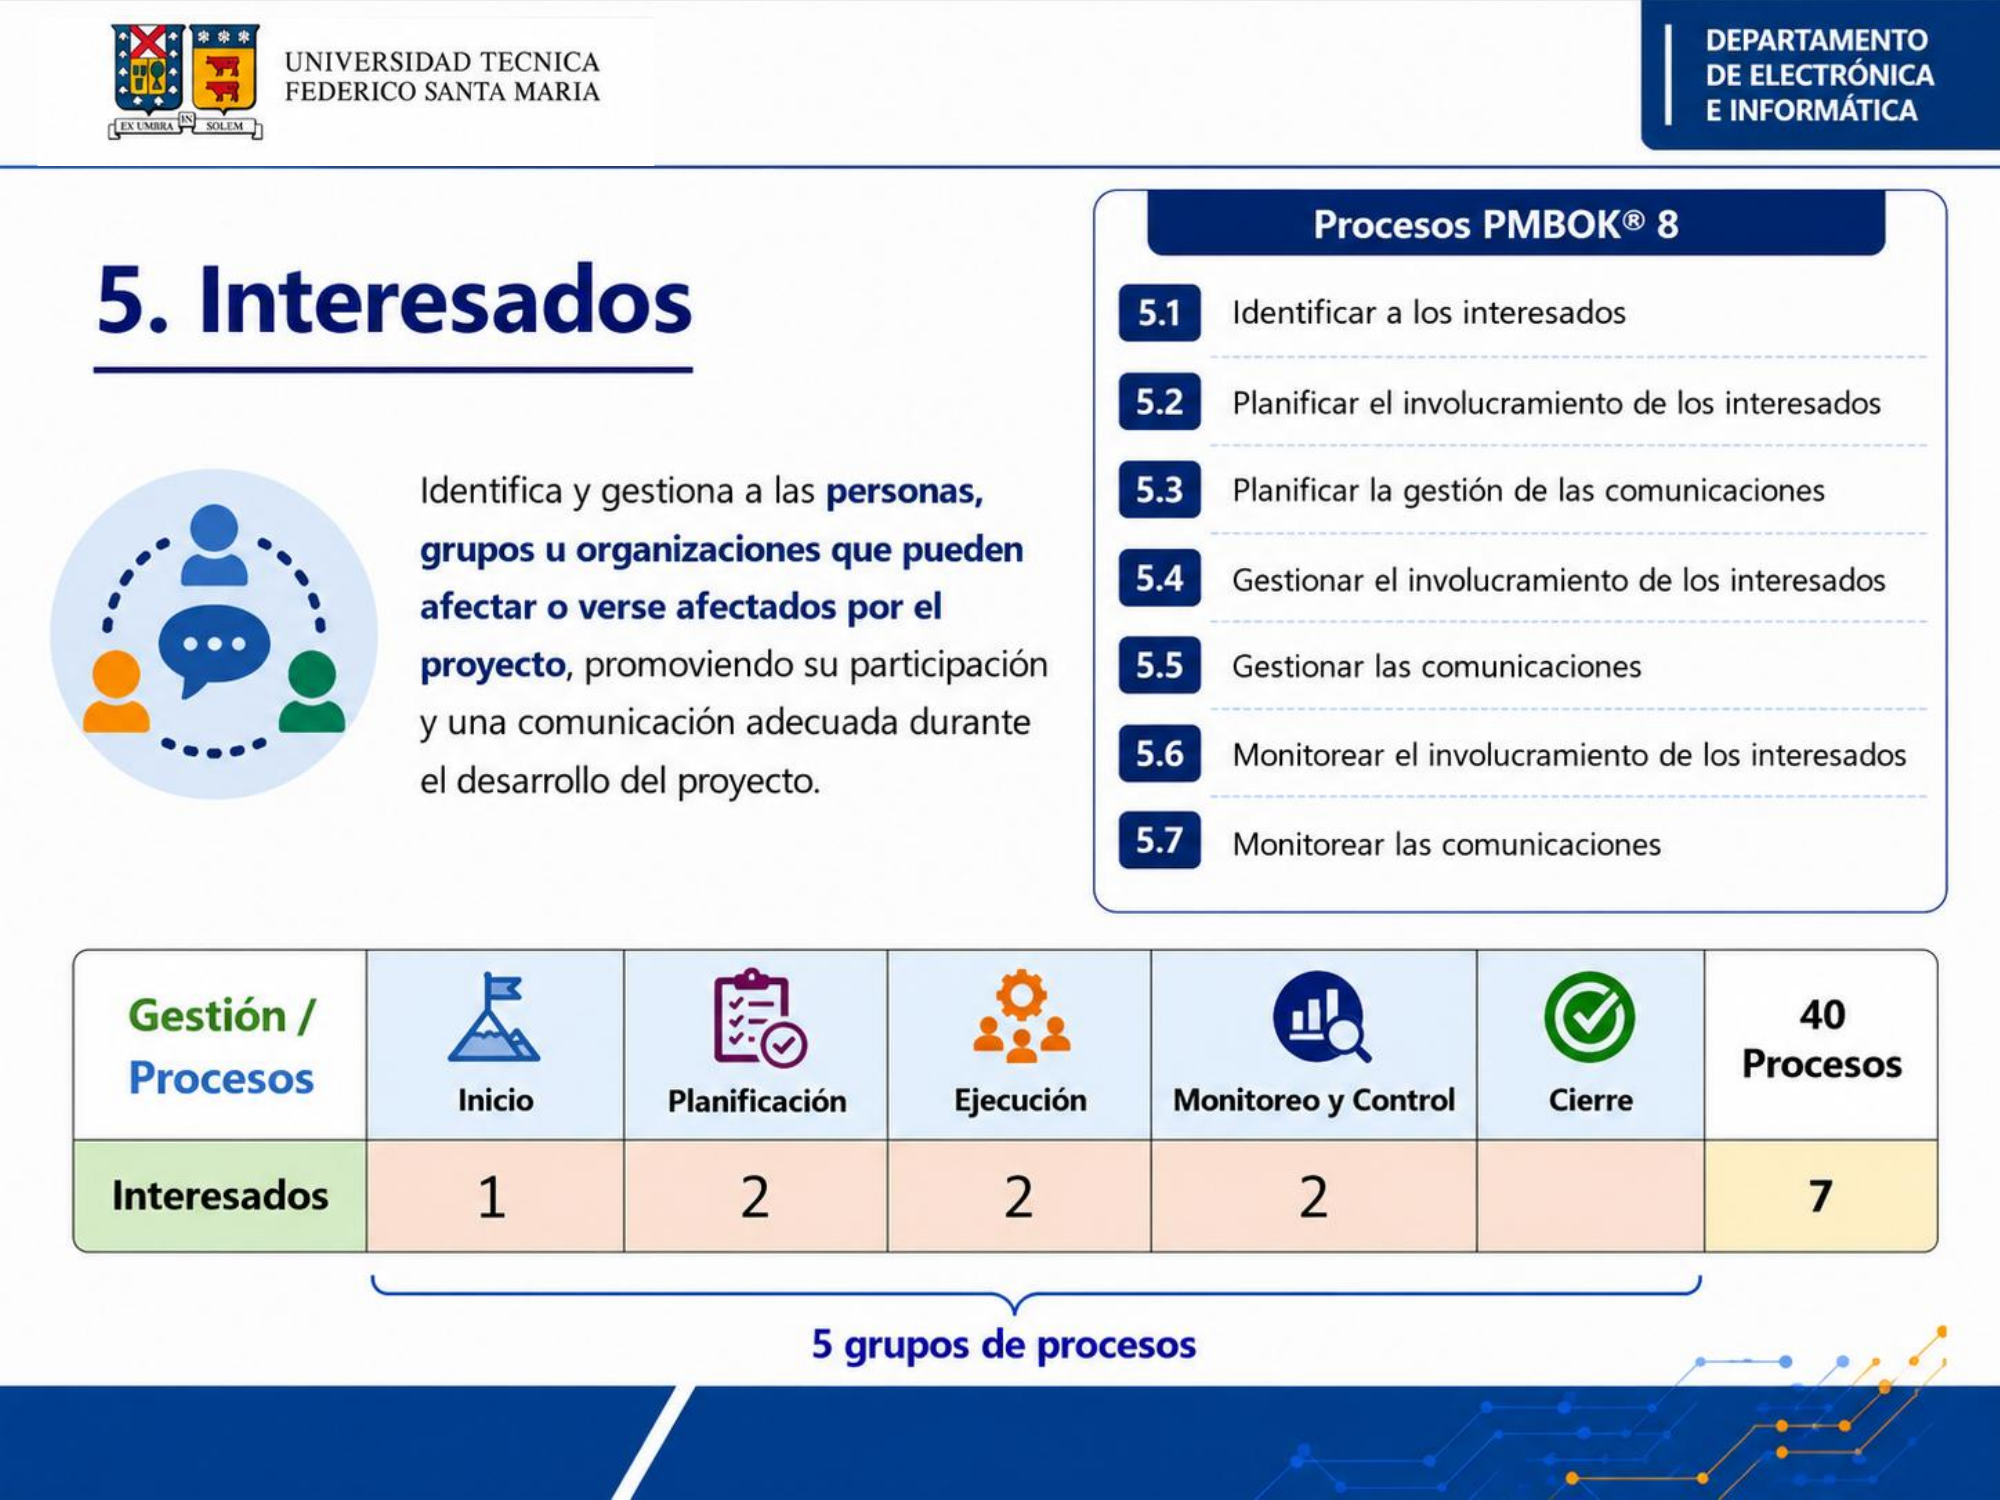 UNIVERSIDAD TECNICA
FEDERICO SANTA MARIA
EX UMBRA IN SOLEM
DEPARTAMENTO
DE ELECTRÓNICA
E INFORMÁTICA
5. Interesados
Identifica y gestiona a las personas,
grupos u organizaciones que pueden
afectar o verse afectados por el
proyecto, promoviendo su participación
y una comunicación adecuada durante
el desarrollo del proyecto.
Procesos PMBOK® 8
5.1 Identificar a los interesados
5.2 Planificar el involucramiento de los interesados
5.3 Planificar la gestión de las comunicaciones
5.4 Gestionar el involucramiento de los interesados
5.5 Gestionar las comunicaciones
5.6 Monitorear el involucramiento de los interesados
5.7 Monitorear las comunicaciones
Gestión /
Procesos
Inicio
Planificación
Ejecución
Monitoreo y Control
Cierre
40
Procesos
Interesados 1 2 2 2 7
5 grupos de procesos